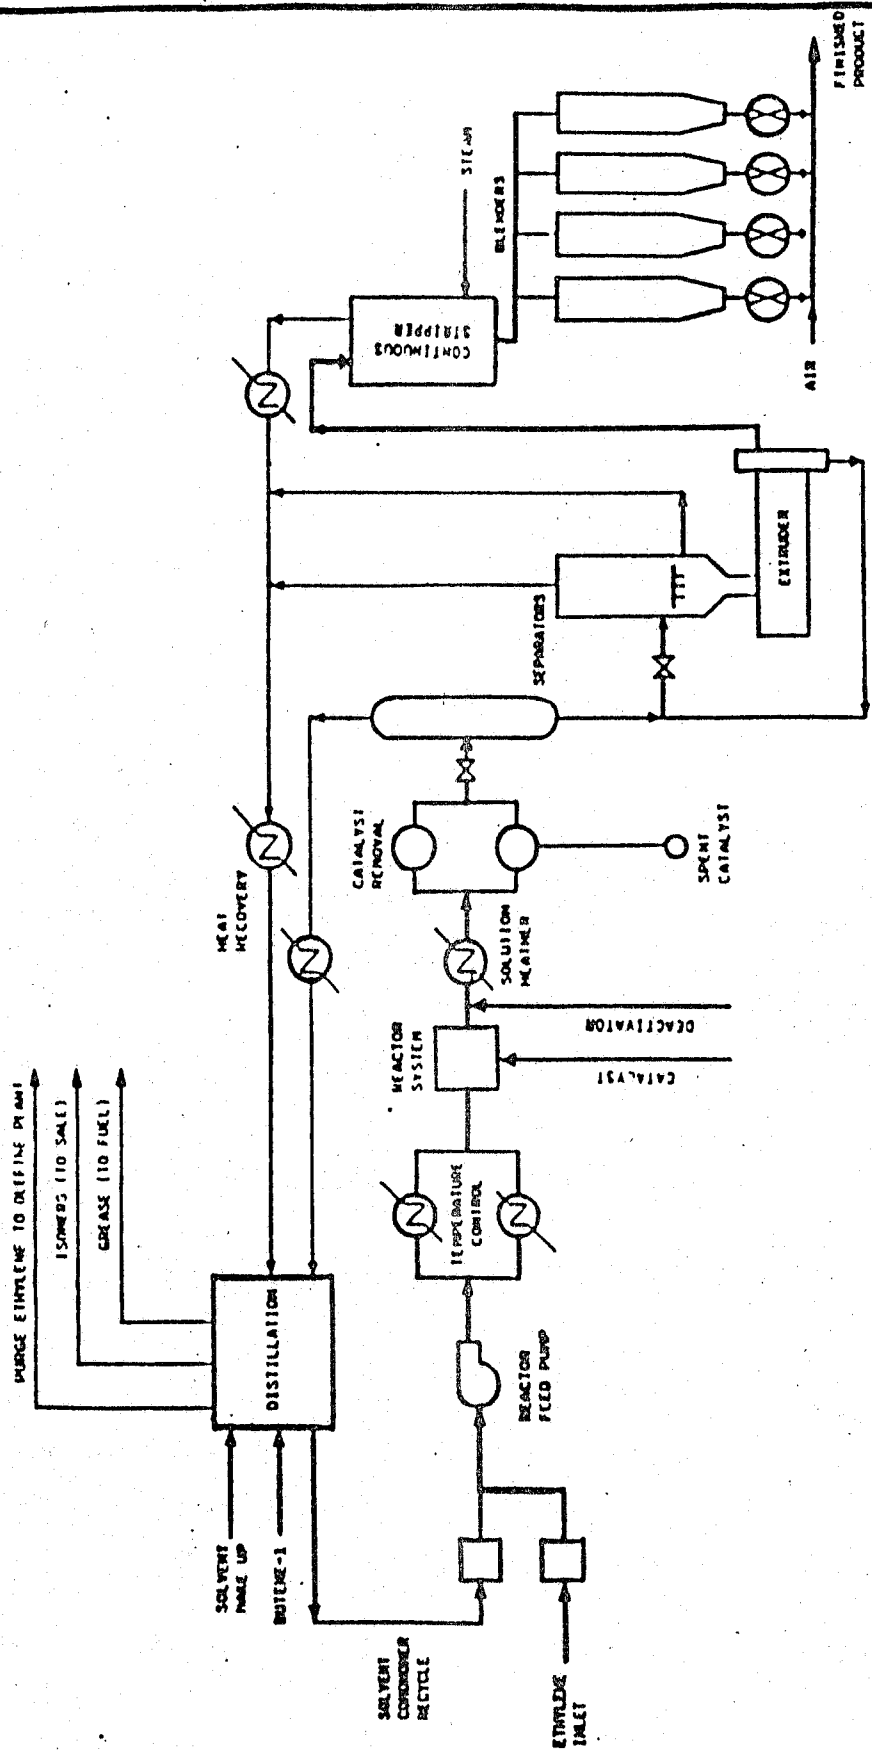 PURGE ETHYLENE TO OLEFINE PLANT
ISOMERS (TO SALE)
GREASE (TO FUEL)
SOLVENT
MAKE UP
BUTENE-1
DISTILLATION
HEAT
RECOVERY
SOLVENT
COMONOMER
RECYCLE
ETHYLENE
INLET
REACTOR
FEED PUMP
TEMPERATURE
CONTROL
REACTOR
SYSTEM
CATALYST
DEACTIVATOR
SOLUTION
HEATHER
CATALYST
REMOVAL
SPENT
CATALYST
SEPARATORS
EXTRUDER
CONTINUOUS
STRIPPER
STEAM
BLENDERS
AIR
FINISHED
PRODUCT